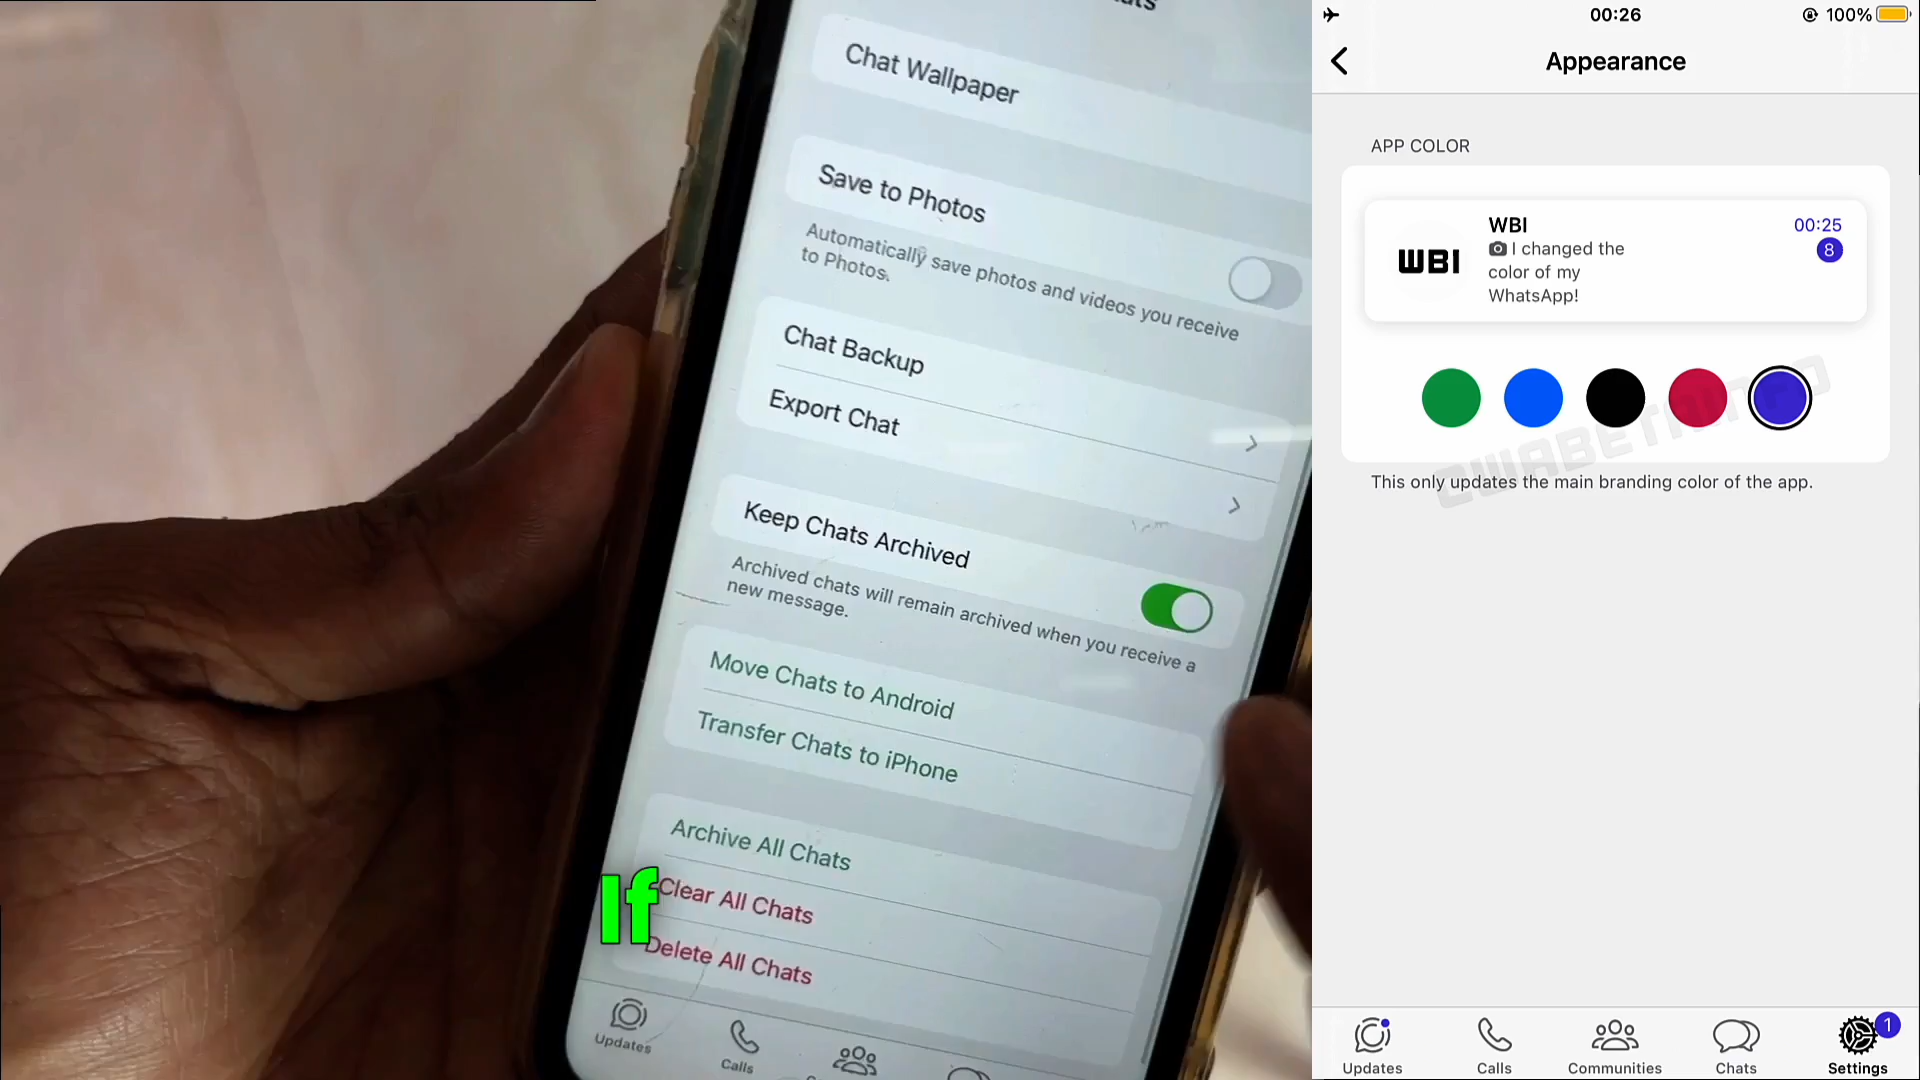 Chat Wallpaper
Save to Photos
Automatically save photos and videos you receive
to Photos.
Chat Backup
Export Chat
Keep Chats Archived
Archived chats will remain archived when you receive a
new message.
Move Chats to Android
Transfer Chats to iPhone
Archive All Chats
If
Clear All Chats
Delete All Chats
Updates
Calls
00:26
100%
Appearance
APP COLOR
WBI
WBI
00:25
I changed the
8
color of my
WhatsApp!
@WABETAINFO
This only updates the main branding color of the app.
1
Updates
Calls
Communities
Chats
Settings